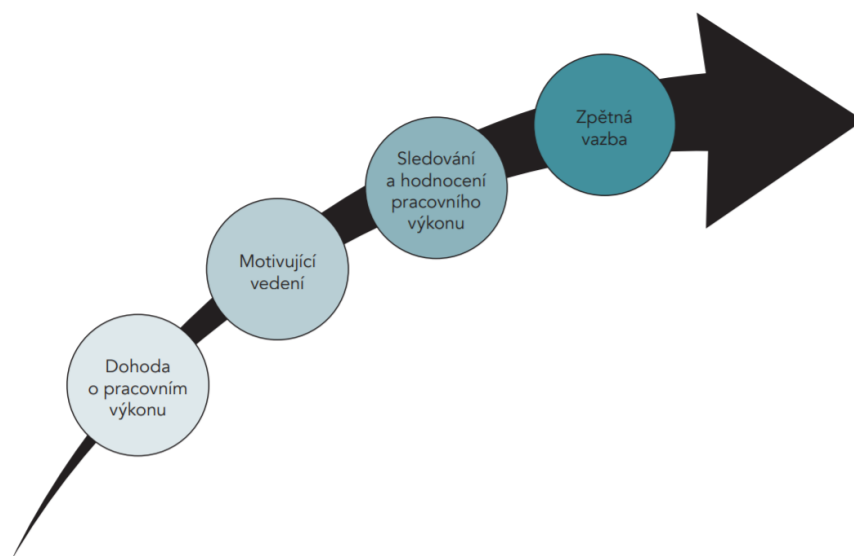 Zpětná
vazba
Sledování
a hodnocení
pracovního
výkonu
Motivující
vedení
Dohoda
o pracovním
výkonu